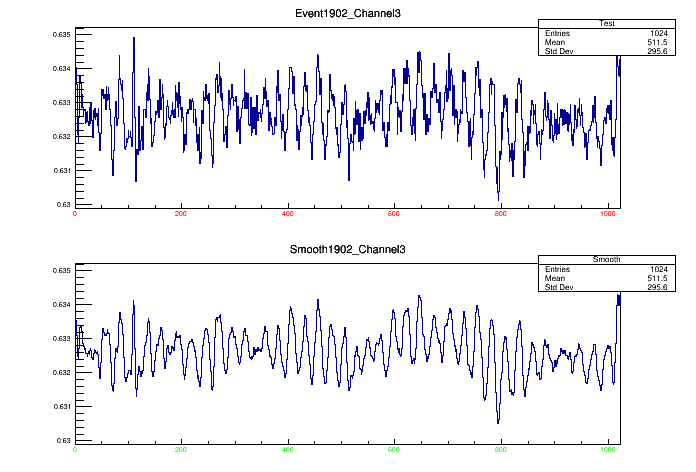 Event1902_Channel3
Test
Entries 1024
Mean 511.5
Std Dev 295.6
0.635
0.634
0.633
0.632
0.631
0.63
0 200 400 600 800 1000
Smooth1902_Channel3
Smooth
Entries 1024
Mean 511.5
Std Dev 295.6
0.635
0.634
0.633
0.632
0.631
0.63
0 200 400 600 800 1000